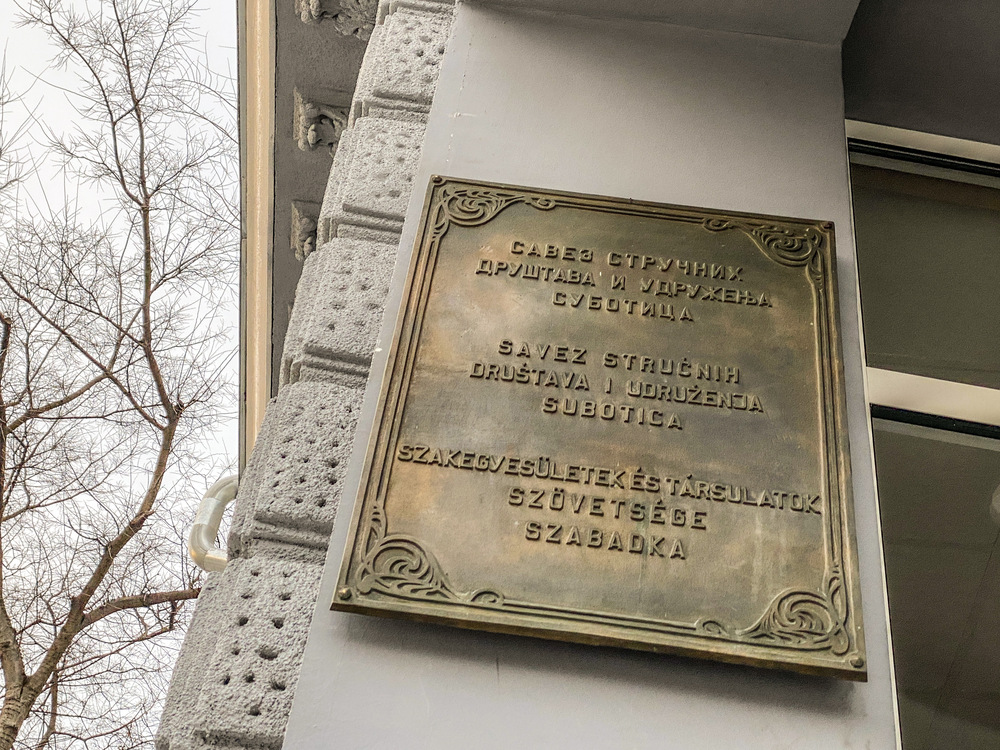 САВЕЗ СТРУЧНИХ
ДРУШТАВА И УДРУЖЕЊА
СУБОТИЦА
SAVEZ STRUČNIH
DRUŠTAVA I UDRUŽENJA
SUBOTICA
SZAKEGYESÜLETEK ÉS TÁRSULATOK
SZÖVETSÉGE
SZABADKA